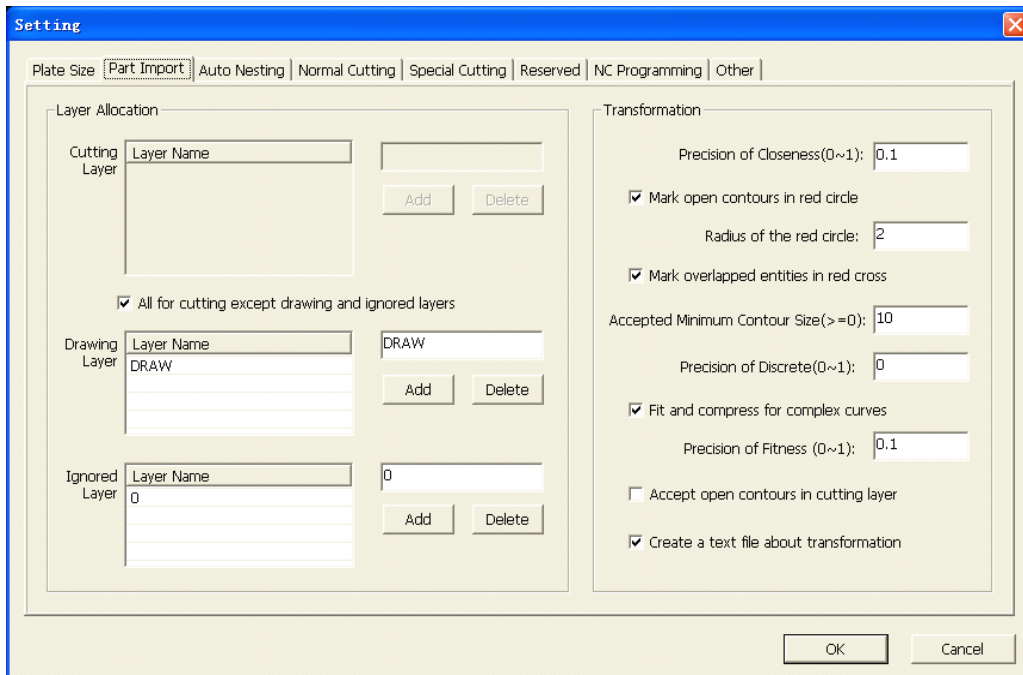 Setting
Plate Size
Part Import
Auto Nesting
Normal Cutting
Special Cutting
Reserved
NC Programming
Other
Layer Allocation
Cutting
Layer
Layer Name
Add
Delete
All for cutting except drawing and ignored layers
Drawing
Layer
Layer Name
DRAW
DRAW
Add
Delete
Ignored
Layer
Layer Name
0
0
Add
Delete
Transformation
Precision of Closeness(0~1):
0.1
Mark open contours in red circle
Radius of the red circle:
2
Mark overlapped entities in red cross
Accepted Minimum Contour Size(>=0):
10
Precision of Discrete(0~1):
0
Fit and compress for complex curves
Precision of Fitness (0~1):
0.1
Accept open contours in cutting layer
Create a text file about transformation
OK
Cancel